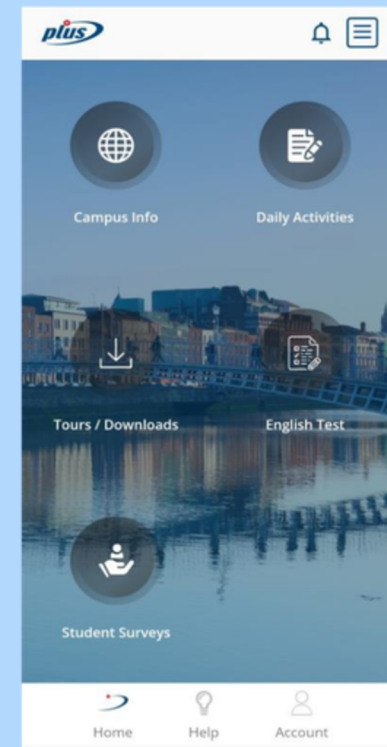 plus
Campus Info
Daily Activities
Tours / Downloads
English Test
Student Surveys
Home
Help
Account